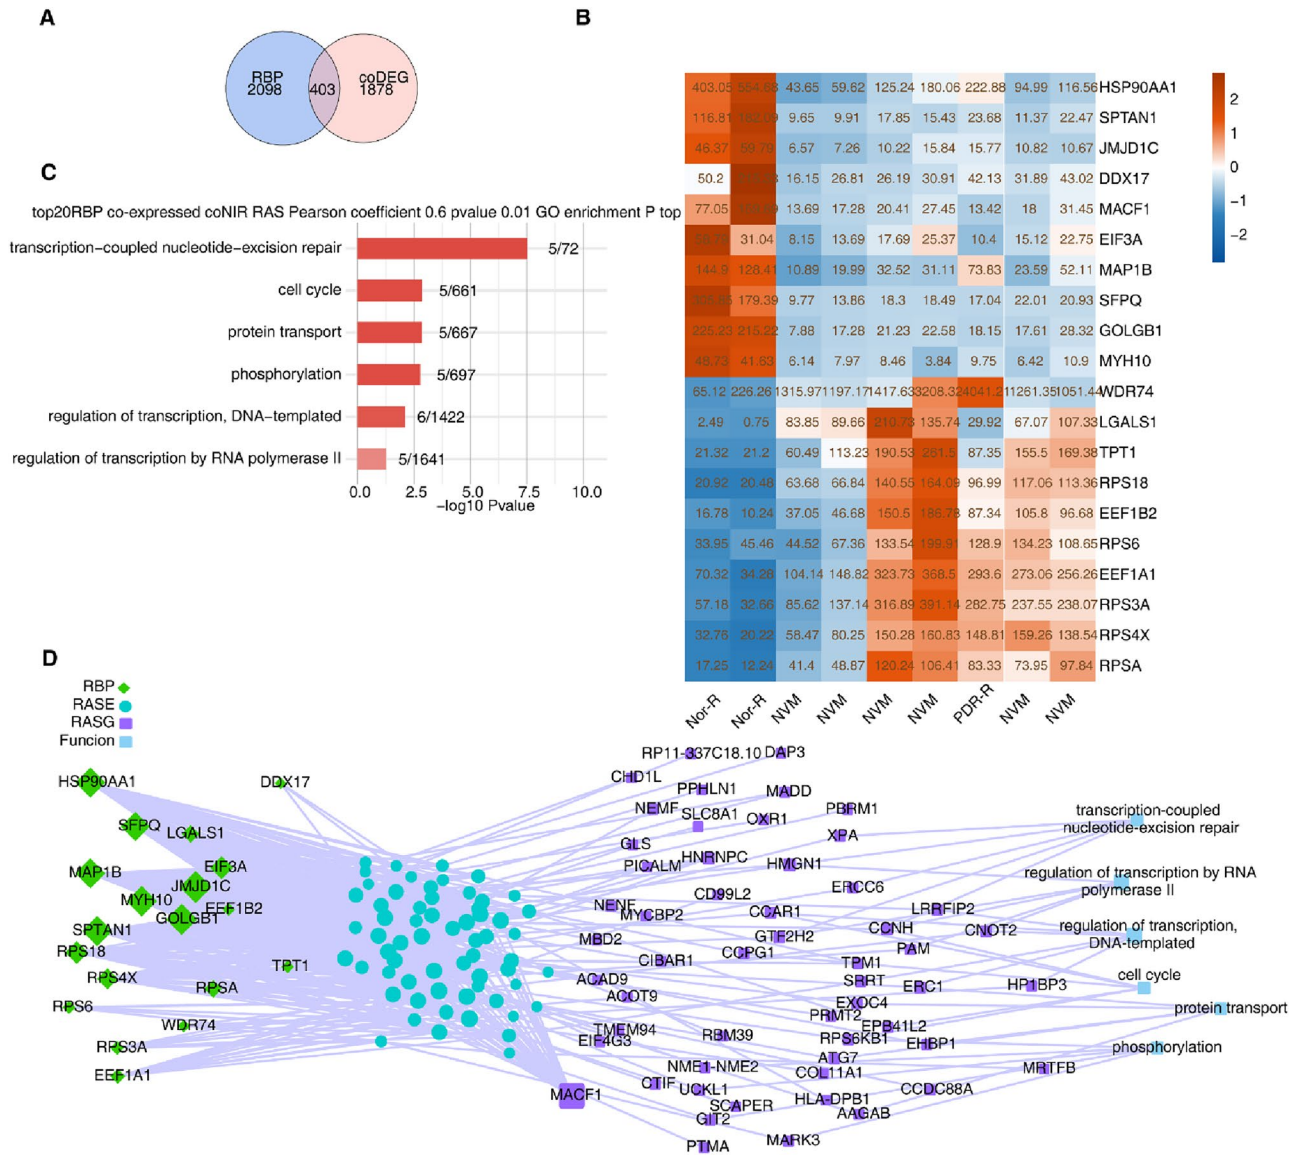 A
RBP
2098
403
coDEG
1878
B
403.05 554.68 43.65 59.62 125.24 180.06 222.88 94.99 116.56 HSP90AA1
116.81 9.65 9.91 17.85 15.43 23.68 11.37 22.47 SPTAN1
46.37 59.79 6.57 7.26 10.22 15.84 15.77 10.82 10.67 JMJD1C
50.2 16.15 26.81 26.19 30.91 42.13 31.89 43.02 DDX17
77.05 13.69 17.28 20.41 27.45 13.42 18 31.45 MACF1
31.04 8.15 13.69 17.69 25.37 10.4 15.12 22.75 EIF3A
144.9 128.41 10.89 19.99 32.52 31.11 73.83 23.59 52.11 MAP1B
179.39 9.77 13.86 18.3 18.49 17.04 22.01 20.93 SFPQ
225.23 215.22 7.88 17.28 21.23 22.58 18.15 17.61 28.32 GOLGB1
48.73 41.63 6.14 7.97 8.46 3.84 9.75 6.42 10.9 MYH10
65.12 226.26 1315.97 1197.17 1417.63 3208.32 24041.2 11261.35 1051.44 WDR74
2.49 0.75 83.85 89.66 210.73 135.74 29.92 67.07 107.33 LGALS1
21.32 21.2 60.49 113.23 190.53 281.5 87.35 155.5 169.38 TPT1
20.92 20.48 63.68 66.84 140.55 164.09 96.99 117.06 113.36 RPS18
16.78 10.24 37.05 46.68 150.5 186.78 87.34 105.8 96.68 EEF1B2
33.95 45.46 44.52 67.36 133.54 199.91 128.9 134.23 108.65 RPS6
70.32 34.28 104.14 148.82 323.73 368.5 293.6 273.06 256.26 EEF1A1
57.18 32.66 85.62 137.14 316.89 391.14 282.75 237.55 238.07 RPS3A
32.76 20.22 58.47 80.25 150.28 160.83 148.81 159.26 138.54 RPS4X
17.25 12.24 41.4 48.87 120.24 106.41 83.33 73.95 97.84 RPSA
Nor-R Nor-R NVM NVM NVM NVM PDR-R NVM NVM
2
1
0
−1
−2
C
top20RBP co-expressed coNIR RAS Pearson coefficient 0.6 pvalue 0.01 GO enrichment P top
transcription−coupled nucleotide−excision repair 5/72
cell cycle 5/661
protein transport 5/667
phosphorylation 5/697
regulation of transcription, DNA−templated 6/1422
regulation of transcription by RNA polymerase II 5/1641
0.0 2.5 5.0 7.5 10.0
−log10 Pvalue
D
RBP
RASE
RASG
Funcion
HSP90AA1
DDX17
SFPQ
LGALS1
MAP1B
EIF3A
JMJD1C
MYH10
EEF1B2
GOLGB1
SPTAN1
RPS18
TPT1
RPS4X
RPSA
RPS6
WDR74
RPS3A
EEF1A1
MACF1
RP11-337C18.10
DAP3
CHD1L
PPHLN1
MADD
NEMF
SLC8A1
OXR1
PBRM1
GLS
XPA
PICALM
HNRNPC
HMGN1
CD99L2
ERCC6
NENF
MYCBP2
CCAR1
LRRFIP2
MBD2
GTF2H2
CCNH
CNOT2
CIBAR1
CCPG1
PAM
TPM1
ACAD9
SRRT
ERC1
HP1BP3
ACOT9
EXOC4
PRMT2
TMEM94
RBM39
EPB41L2
EIF4G3
RPS6KB1
EHBP1
ATG7
NME1-NME2
COL11A1
MRTFB
CTIF
UCKL1
CCDC88A
SCAPER
HLA-DPB1
GIT2
AAGAB
PTMA
MARK3
transcription-coupled
nucleotide-excision repair
regulation of transcription by RNA
polymerase II
regulation of transcription,
DNA-templated
cell cycle
protein transport
phosphorylation